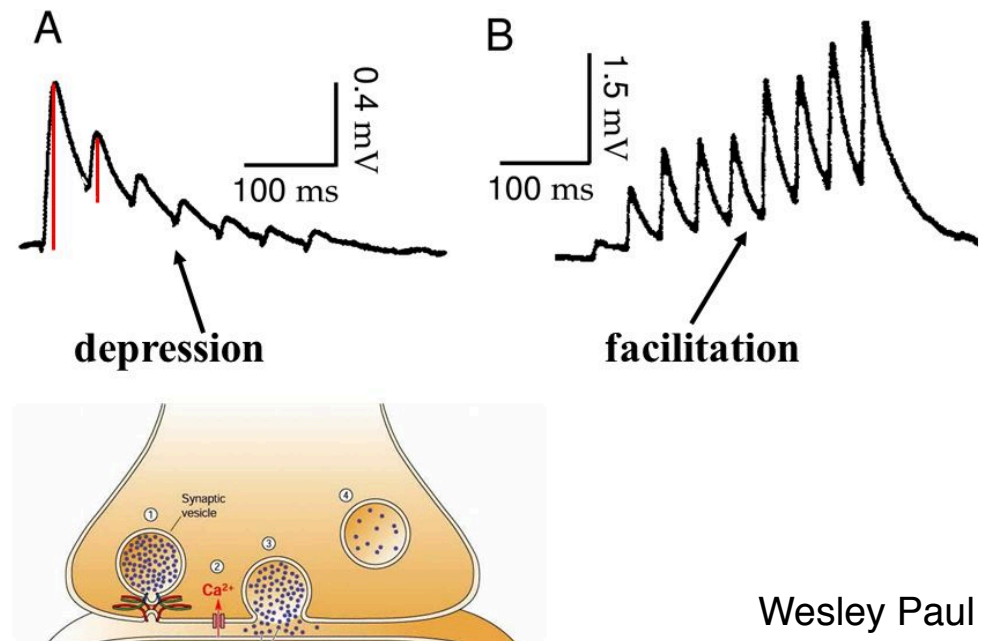 A
0.4 mV
100 ms
depression
B
1.5 mV
100 ms
facilitation
1
Synaptic
vesicle
2
Ca²⁺
3
4
Wesley Paul